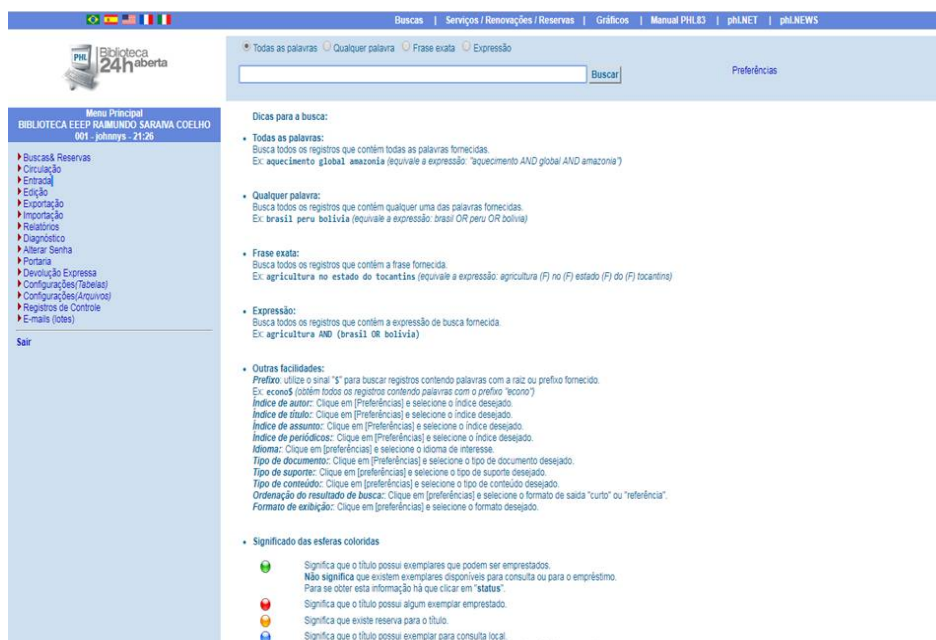 Buscas | Serviços / Renovações / Reservas | Gráficos | Manual PHL83 | phl.NET | phl.NEWS
PHL Biblioteca
24h aberta
Todas as palavras Qualquer palavra Frase exata Expressão
Buscar
Preferências
Menu Principal
BIBLIOTECA EEEP RAIMUNDO SARAIVA COELHO
001 - johnnys - 21:26
Buscas& Reservas
Circulação
Entrada
Edição
Exportação
Importação
Relatórios
Diagnóstico
Alterar Senha
Portaria
Devolução Expressa
Configurações(Tabelas)
Configurações(Arquivos)
Registros de Controle
E-mails (lotes)
Sair
Dicas para a busca:
• Todas as palavras:
Busca todos os registros que contém todas as palavras fornecidas.
Ex: aquecimento global amazonia (equivale a expressão: "aquecimento AND global AND amazonia")
• Qualquer palavra:
Busca todos os registros que contém qualquer uma das palavras fornecidas.
Ex: brasil peru bolivia (equivale a expressão: brasil OR peru OR bolivia)
• Frase exata:
Busca todos os registros que contém a frase fornecida.
Ex: agricultura no estado do tocantins (equivale a expressão: agricultura (F) no (F) estado (F) do (F) tocantins)
• Expressão:
Busca todos os registros que contém a expressão de busca fornecida.
Ex: agricultura AND (brasil OR bolivia)
• Outras facilidades:
Prefixo: utilize o sinal "$" para buscar registros contendo palavras com a raiz ou prefixo fornecido.
Ex: econo$ (obtém todos os registros contendo palavras com o prefixo "econo")
Índice de autor:: Clique em [Preferências] e selecione o índice desejado.
Índice de título:: Clique em [Preferências] e selecione o índice desejado.
Índice de assunto:: Clique em [Preferências] e selecione o índice desejado.
Índice de periódicos:: Clique em [Preferências] e selecione o índice desejado.
Idioma:: Clique em [preferências] e selecione o idioma de interesse.
Tipo de documento:: Clique em [Preferências] e selecione o tipo de documento desejado.
Tipo de suporte:: Clique em [preferências] e selecione o tipo de suporte desejado.
Tipo de conteúdo:: Clique em [preferências] e selecione o tipo de conteúdo desejado.
Ordenação do resultado de busca:: Clique em [preferências] e selecione o formato de saída "curto" ou "referência".
Formato de exibição:: Clique em [preferências] e selecione o formato desejado.
• Significado das esferas coloridas
Significa que o título possui exemplares que podem ser emprestados.
Não significa que existem exemplares disponíveis para consulta ou para o empréstimo.
Para se obter esta informação há que clicar em "status".
Significa que o título possui algum exemplar emprestado.
Significa que existe reserva para o título.
Significa que o título possui exemplar para consulta local.